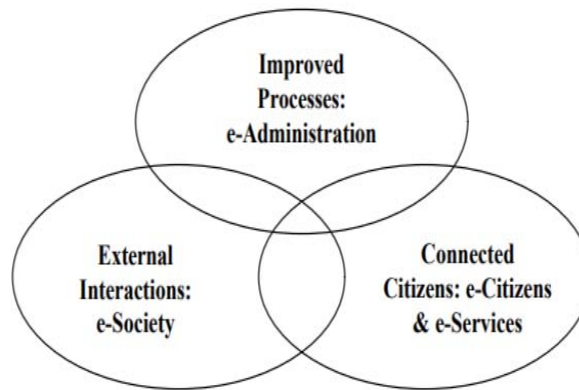 Improved
Processes:
e-Administration
External
Interactions:
e-Society
Connected
Citizens: e-Citizens
& e-Services